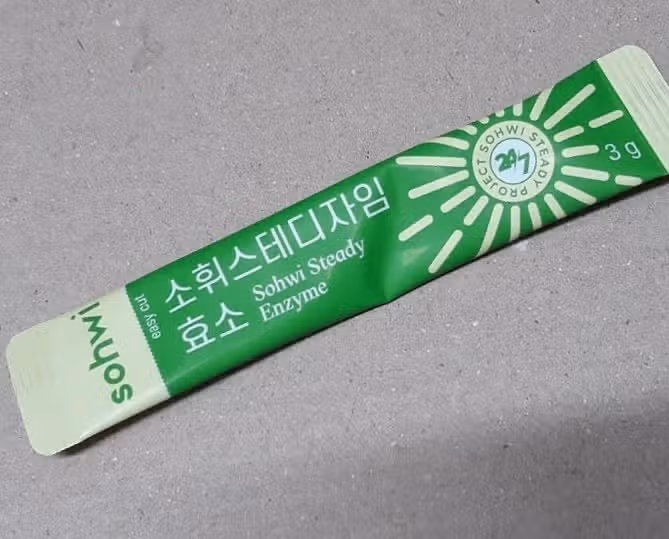 sohwi
easy cut
소휘스테디자임
효소
Sohwi Steady
Enzyme
PROJECT SOHWI STEADY
24/7
3 g